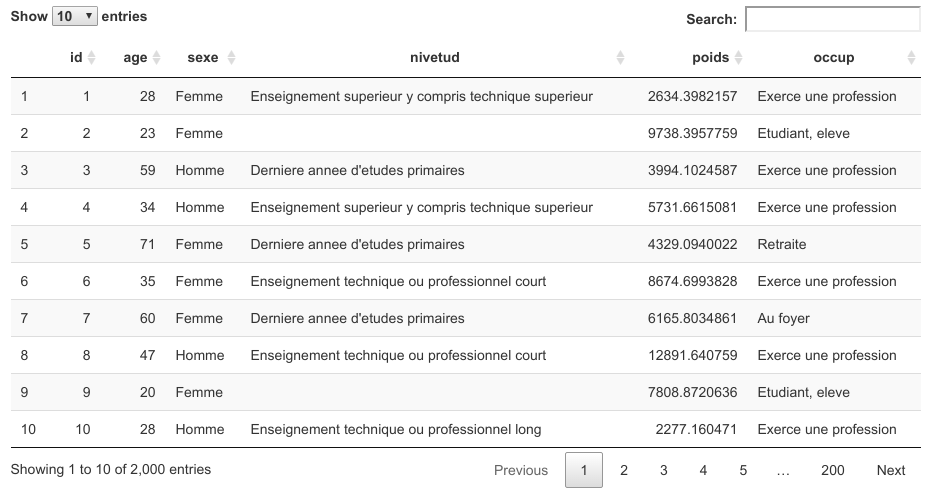 Show 10 entries Search:
id age sexe nivetud poids occup
1 1 28 Femme Enseignement superieur y compris technique superieur 2634.3982157 Exerce une profession
2 2 23 Femme 9738.3957759 Etudiant, eleve
3 3 59 Homme Derniere annee d'etudes primaires 3994.1024587 Exerce une profession
4 4 34 Homme Enseignement superieur y compris technique superieur 5731.6615081 Exerce une profession
5 5 71 Femme Derniere annee d'etudes primaires 4329.0940022 Retraite
6 6 35 Femme Enseignement technique ou professionnel court 8674.6993828 Exerce une profession
7 7 60 Femme Derniere annee d'etudes primaires 6165.8034861 Au foyer
8 8 47 Homme Enseignement technique ou professionnel court 12891.640759 Exerce une profession
9 9 20 Femme 7808.8720636 Etudiant, eleve
10 10 28 Homme Enseignement technique ou professionnel long 2277.160471 Exerce une profession
Showing 1 to 10 of 2,000 entries Previous 1 2 3 4 5 … 200 Next